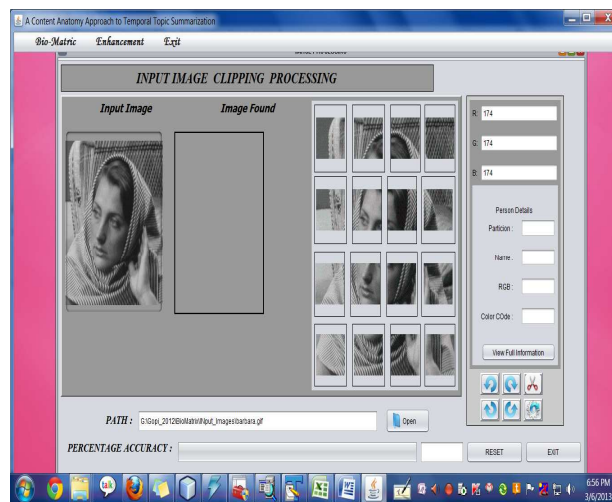 A Content Anatomy Approach to Temporal Topic Summarization
Bio-Matric Enhancement Exit
INPUT IMAGE CLIPPING PROCESSING
Input Image Image Found
R: 174
G: 174
B: 174
Person Details
Particion :
Name :
RGB :
Color COde :
View Full Information
PATH : G:\Gopi_2012\BioMatrix\INput_Images\barbara.gif
Open
PERCENTAGE ACCURACY :
RESET EXIT
6:56 PM
3/6/2013